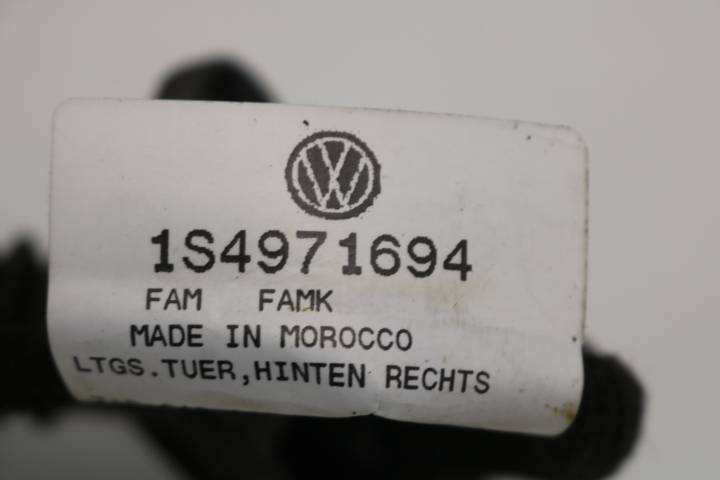 VW
1S4971694
FAM FAMK
MADE IN MOROCCO
LTGS.TUER,HINTEN RECHTS